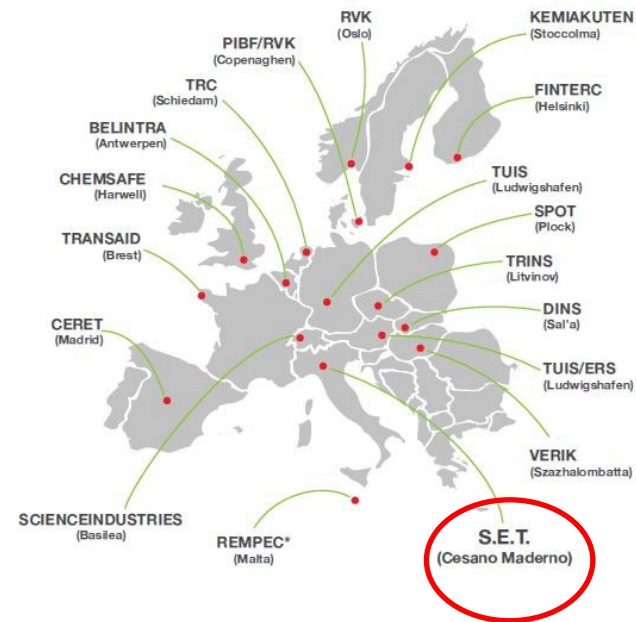 RVK
(Oslo)
KEMIAKUTEN
(Stoccolma)
PIBF/RVK
(Copenaghen)
TRC
(Schiedam)
FINTERC
(Helsinki)
BELINTRA
(Antwerpen)
CHEMSAFE
(Harwell)
TUIS
(Ludwigshafen)
SPOT
(Plock)
TRANSAID
(Brest)
TRINS
(Litvinov)
DINS
(Sal'a)
CERET
(Madrid)
TUIS/ERS
(Ludwigshafen)
VERIK
(Szazhalombatta)
SCIENCEINDUSTRIES
(Basilea)
REMPEC*
(Malta)
S.E.T.
(Cesano Maderno)